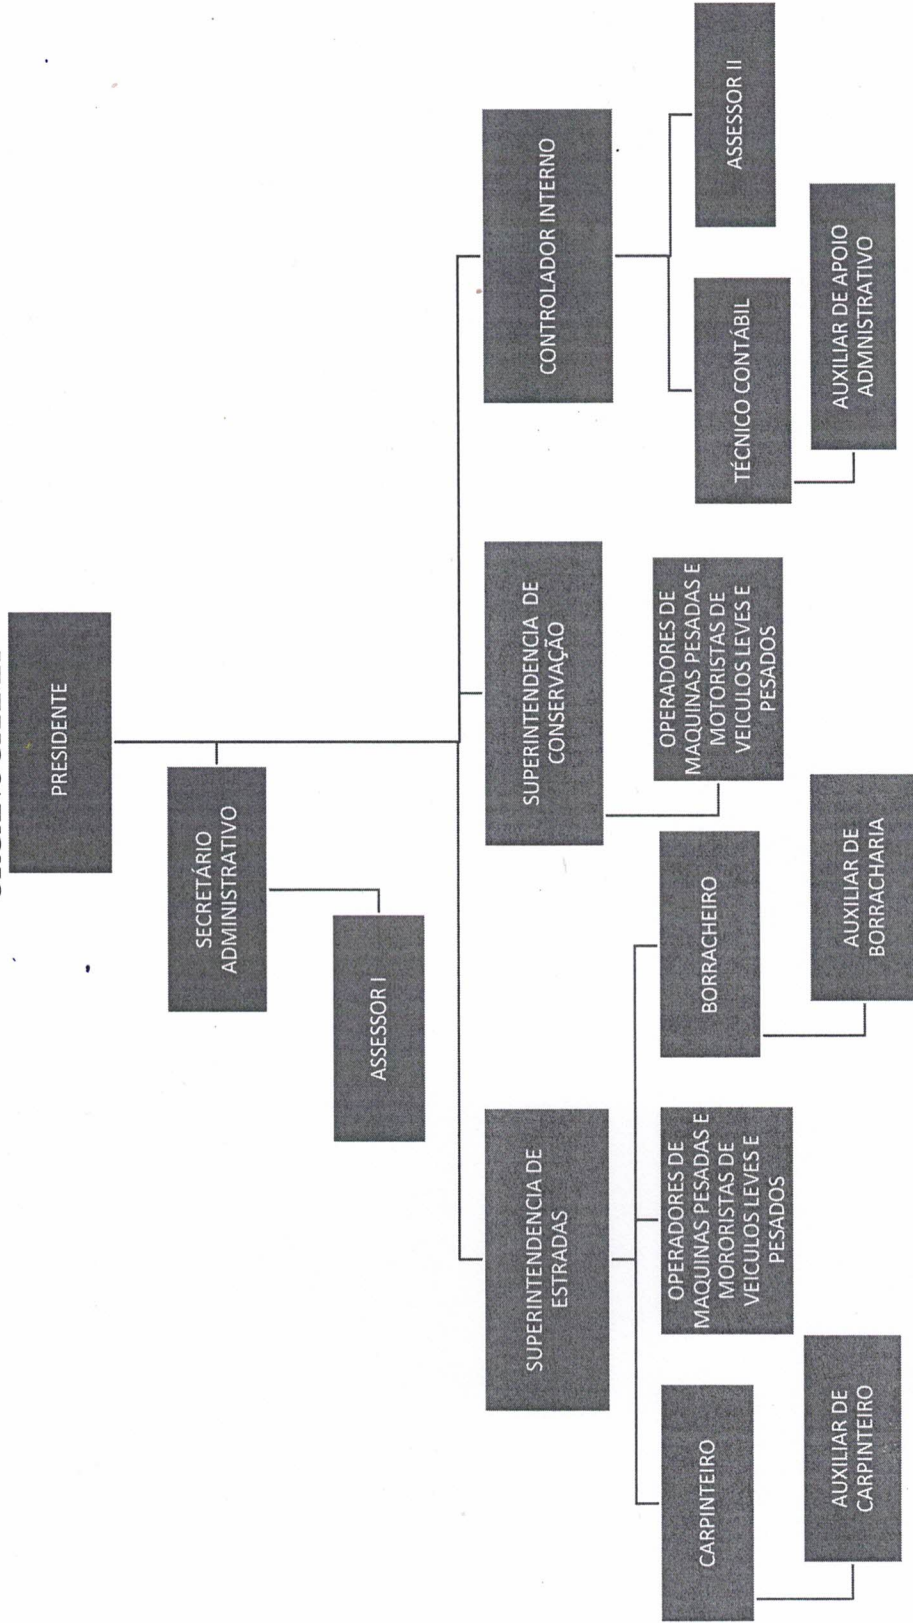 PRESIDENTE
SECRETÁRIO
ADMINISTRATIVO
ASSESSOR I
SUPERINTENDENCIA DE
ESTRADAS
SUPERINTENDENCIA DE
CONSERVAÇÃO
CONTROLADOR INTERNO
CARPINTEIRO
OPERADORES DE
MAQUINAS PESADAS E
MORORISTAS DE
VEICULOS LEVES E
PESADOS
BORRACHEIRO
OPERADORES DE
MAQUINAS PESADAS E
MOTORISTAS DE
VEICULOS LEVES E
PESADOS
TÉCNICO CONTÁBIL
ASSESSOR II
AUXILIAR DE
CARPINTEIRO
AUXILIAR DE
BORRACHARIA
AUXILIAR DE APOIO
ADMNISTRATIVO